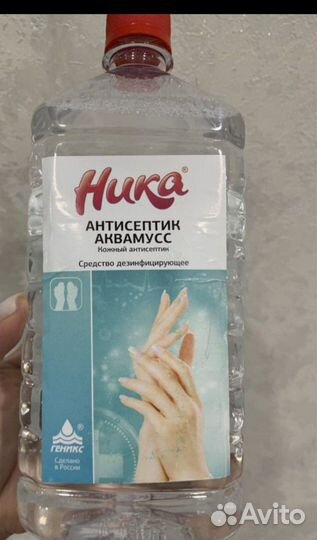 Ника®
АНТИСЕПТИК
АКВАМУСС
Кожный антисептик
Средство дезинфицирующее
ГЕНИКС®
Сделано
в России
Avito